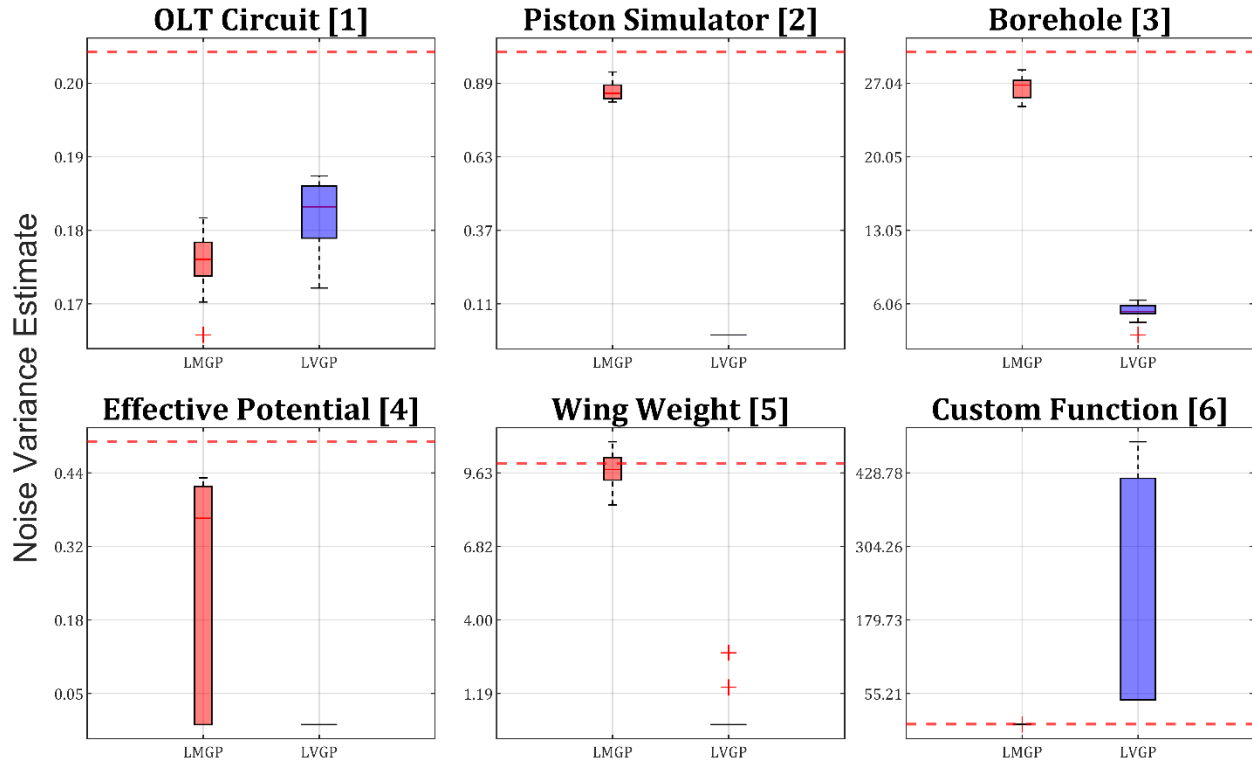 OLT Circuit [1]
Piston Simulator [2]
Borehole [3]
Noise Variance Estimate
0.20
0.19
0.18
0.17
LMGP
LVGP
0.89
0.63
0.37
0.11
LMGP
LVGP
27.04
20.05
13.05
6.06
LMGP
LVGP
Effective Potential [4]
Wing Weight [5]
Custom Function [6]
0.44
0.32
0.18
0.05
LMGP
LVGP
9.63
6.82
4.00
1.19
LMGP
LVGP
428.78
304.26
179.73
55.21
LMGP
LVGP